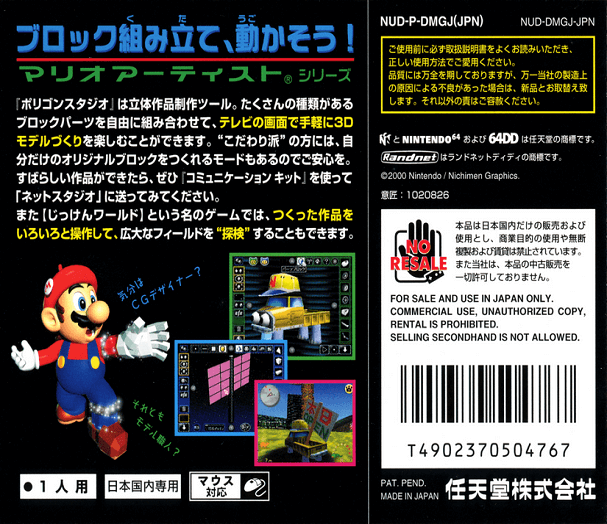 ブロック組み立て、動かそう！
マリオアーティスト® シリーズ
『ポリゴンスタジオ』は立体作品制作ツール。たくさんの種類がある
ブロックパーツを自由に組み合わせて、テレビの画面で手軽に3D
モデルづくりを楽しむことができます。“こだわり派”の方には、自
分だけのオリジナルブロックをつくれるモードもあるのでご安心を。
すばらしい作品ができたら、ぜひ『コミュニケーションキット』を使って
『ネットスタジオ』に送ってみてください。
また【じっけんワールド】という名のゲームでは、つくった作品を
いろいろと操作して、広大なフィールドを“探検”することもできます。
気分は
CGデザイナー？
それとも
モデル職人？
●1人用
日本国内専用
マウス
対応
NUD-P-DMGJ(JPN)
NUD-DMGJ-JPN
ご使用前に必ず取扱説明書をよくお読みいただき、
正しい使用方法でご愛用ください。
品質には万全を期しておりますが、万一当社の製造上
の原因による不良があった場合は、新品とお取替え致
します。それ以外の責はご容赦ください。
と NINTENDO64 および 64DD は任天堂の商標です。
Randnet はランドネットディディの商標です。
©2000 Nintendo / Nichimen Graphics.
意匠：1020826
NO
RESALE
本品は日本国内だけの販売および
使用とし、商業目的の使用や無断
複製および賃貸は禁止されています。
また当社は、本品の中古販売を
一切許可しておりません。
FOR SALE AND USE IN JAPAN ONLY.
COMMERCIAL USE, UNAUTHORIZED COPY,
RENTAL IS PROHIBITED.
SELLING SECONDHAND IS NOT ALLOWED.
T4902370504767
PAT. PEND.
MADE IN JAPAN
任天堂株式会社